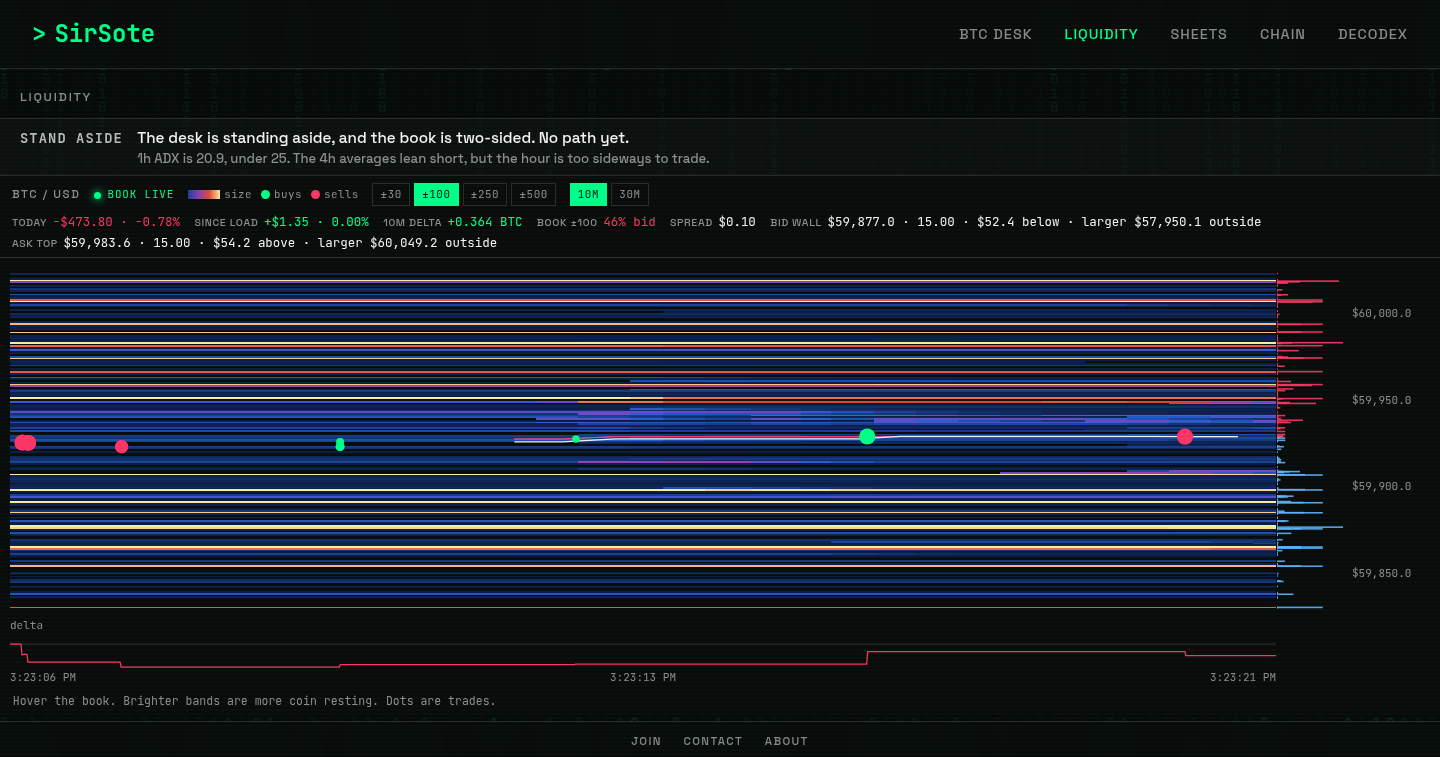 > SirSote
BTC DESK LIQUIDITY SHEETS CHAIN DECODEX
LIQUIDITY
STAND ASIDE The desk is standing aside, and the book is two-sided. No path yet.
1h ADX is 20.9, under 25. The 4h averages lean short, but the hour is too sideways to trade.
BTC / USD BOOK LIVE size buys sells ±30 ±100 ±250 ±500 10M 30M
TODAY -$473.80 · -0.78% SINCE LOAD +$1.35 · 0.00% 10M DELTA +0.364 BTC BOOK ±100 46% bid SPREAD $0.10 BID WALL $59,877.0 · 15.00 · $52.4 below · larger $57,950.1 outside
ASK TOP $59,983.6 · 15.00 · $54.2 above · larger $60,049.2 outside
$60,000.0
$59,950.0
$59,900.0
$59,850.0
delta
3:23:06 PM 3:23:13 PM 3:23:21 PM
Hover the book. Brighter bands are more coin resting. Dots are trades.
JOIN CONTACT ABOUT